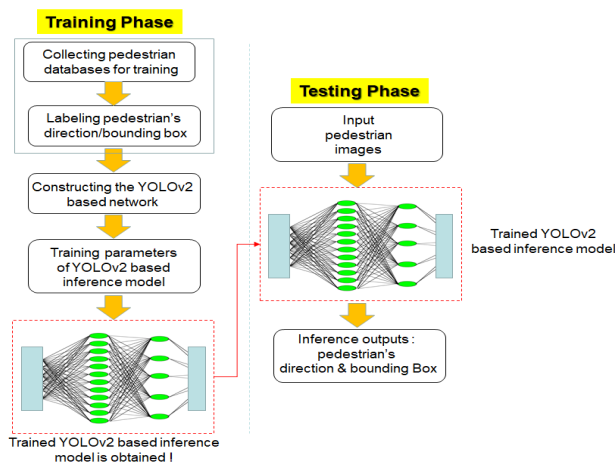 Training Phase
Collecting pedestrian
databases for training
Labeling pedestrian's
direction/bounding box
Constructing the YOLOv2
based network
Training parameters
of YOLOv2 based
inference model
Trained YOLOv2 based inference
model is obtained !
Testing Phase
Input
pedestrian
images
Trained YOLOv2
based inference model
Inference outputs :
pedestrian's
direction & bounding Box